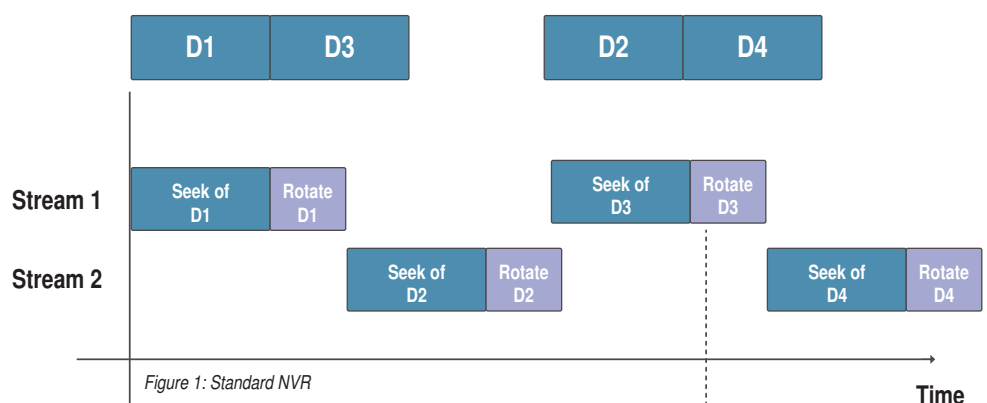 D1 D3 D2 D4
Stream 1
Seek of
D1
Rotate
D1
Seek of
D3
Rotate
D3
Stream 2
Seek of
D2
Rotate
D2
Seek of
D4
Rotate
D4
Figure 1: Standard NVR
Time